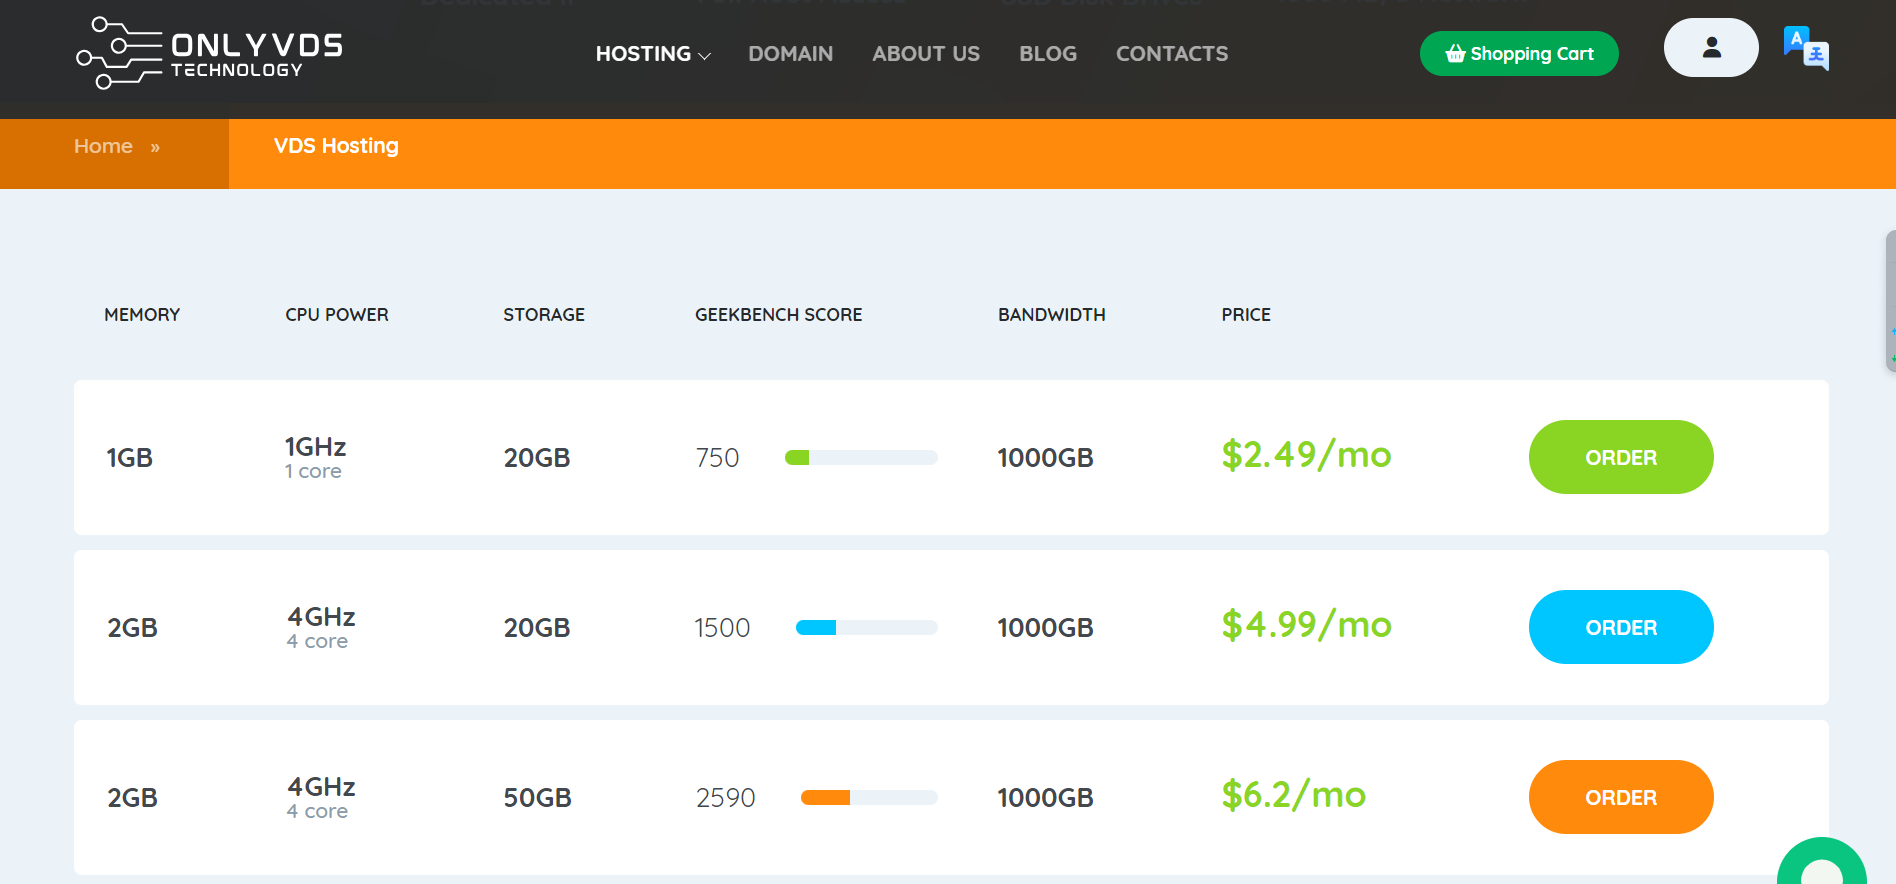 ONLYVDS
TECHNOLOGY
HOSTING
DOMAIN
ABOUT US
BLOG
CONTACTS
Shopping Cart
A
Home »
VDS Hosting
MEMORY CPU POWER STORAGE GEEKBENCH SCORE BANDWIDTH PRICE
1GB 1GHz 20GB 750 1000GB $2.49/mo ORDER
1 core
2GB 4GHz 20GB 1500 1000GB $4.99/mo ORDER
4 core
2GB 4GHz 50GB 2590 1000GB $6.2/mo ORDER
4 core